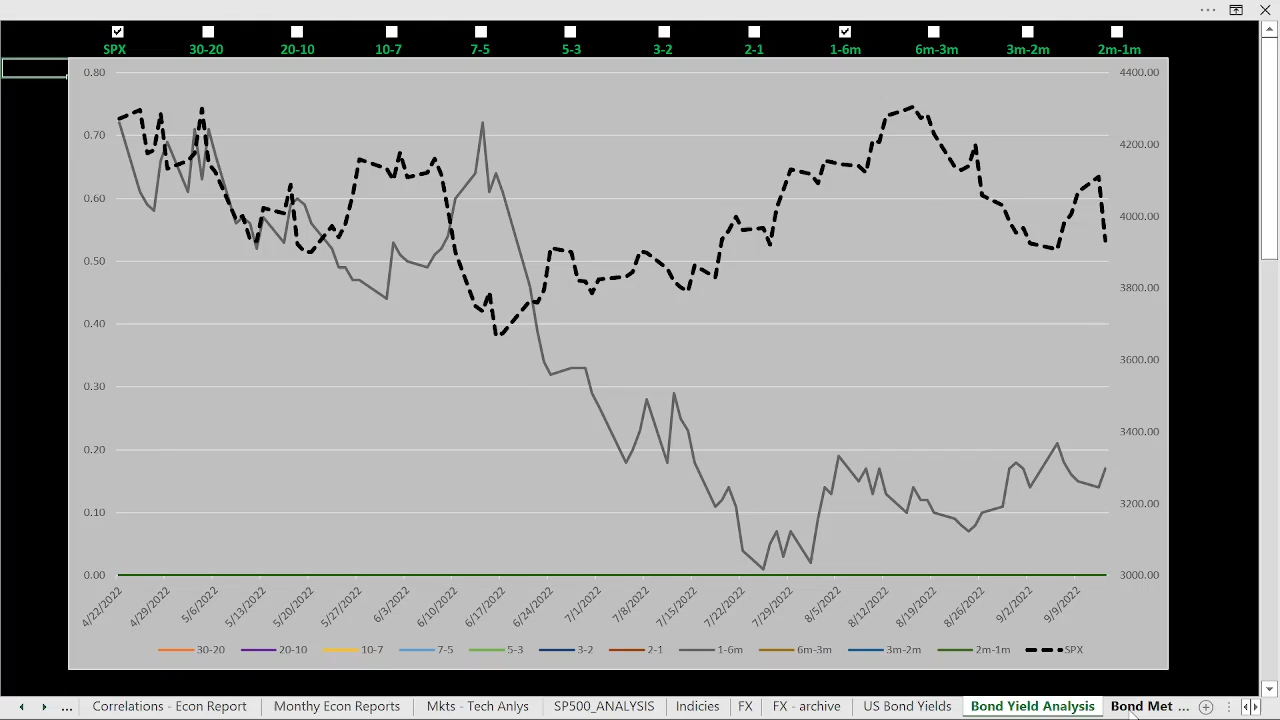 SPX 30-20 20-10 10-7 7-5 5-3 3-2 2-1 1-6m 6m-3m 3m-2m 2m-1m
0.80 4400.00
0.70 4200.00
0.60 4000.00
0.50 3800.00
0.40 3600.00
0.30 3400.00
0.20 3200.00
0.10 3000.00
0.00
4/22/2022 4/29/2022 5/6/2022 5/13/2022 5/20/2022 5/27/2022 6/3/2022 6/10/2022 6/17/2022 6/24/2022 7/1/2022 7/8/2022 7/15/2022 7/22/2022 7/29/2022 8/5/2022 8/12/2022 8/19/2022 8/26/2022 9/2/2022 9/9/2022
30-20 20-10 10-7 7-5 5-3 3-2 2-1 1-6m 6m-3m 3m-2m 2m-1m SPX
... Correlations - Econ Report Monthy Econ Reports Mkts - Tech Anlys SP500_ANALYSIS Indicies FX FX - archive US Bond Yields Bond Yield Analysis Bond Met ...